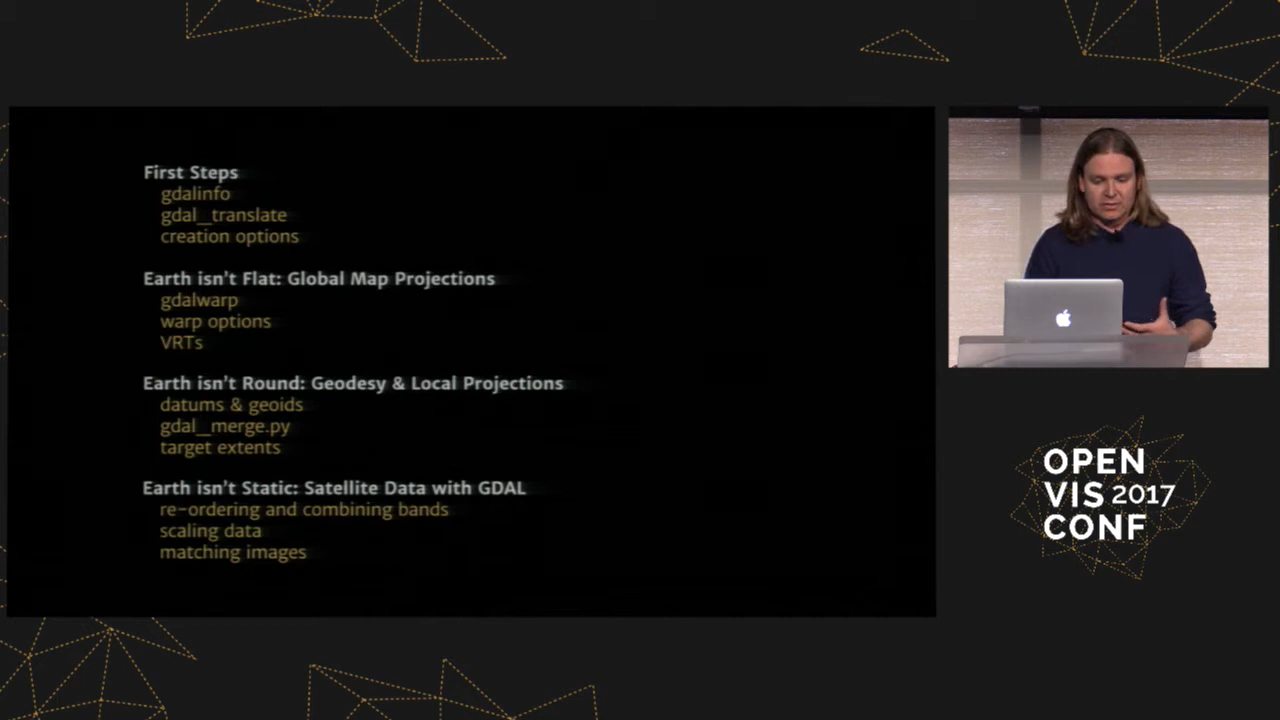 First Steps
gdalinfo
gdal_translate
creation options
Earth isn't Flat: Global Map Projections
gdalwarp
warp options
VRTs
Earth isn't Round: Geodesy & Local Projections
datums & geoids
gdal_merge.py
target extents
Earth isn't Static: Satellite Data with GDAL
re-ordering and combining bands
scaling data
matching images
OPEN
VIS 2017
CONF